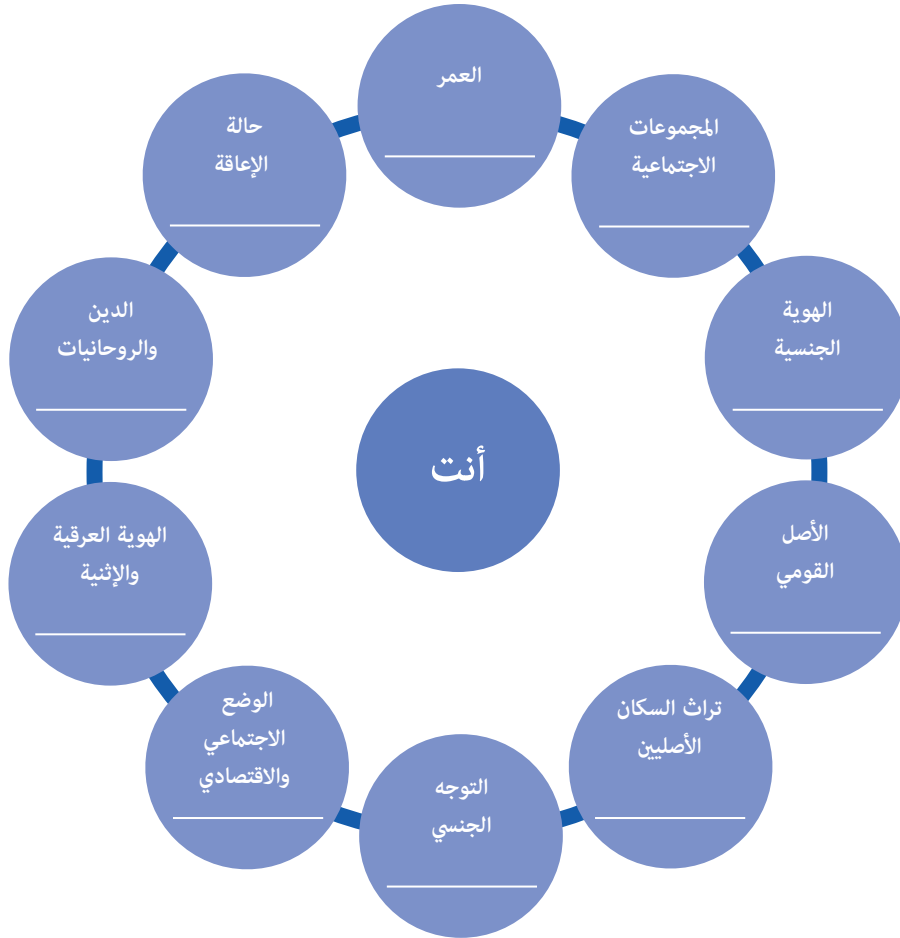 العمر
المجموعات
الاجتماعية
الهوية
الجنسية
الأصل
القومي
تراث السكان
الأصليين
التوجه
الجنسي
الوضع
الاجتماعي
والاقتصادي
الهوية العرقية
والإثنية
الدين
والروحانيات
حالة
الإعاقة
أنت